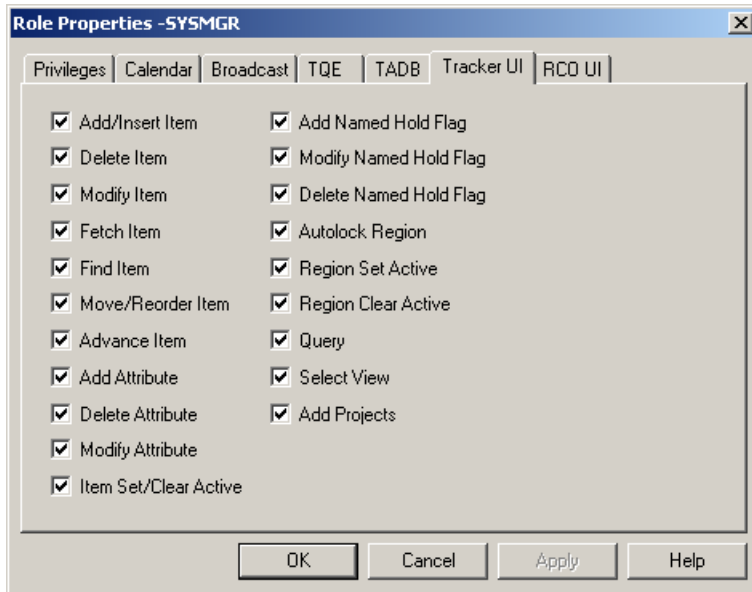 Role Properties -SYSMGR
Privileges Calendar Broadcast TQE TADB Tracker UI RCO UI
Add/Insert Item
Delete Item
Modify Item
Fetch Item
Find Item
Move/Reorder Item
Advance Item
Add Attribute
Delete Attribute
Modify Attribute
Item Set/Clear Active
Add Named Hold Flag
Modify Named Hold Flag
Delete Named Hold Flag
Autolock Region
Region Set Active
Region Clear Active
Query
Select View
Add Projects
OK Cancel Apply Help